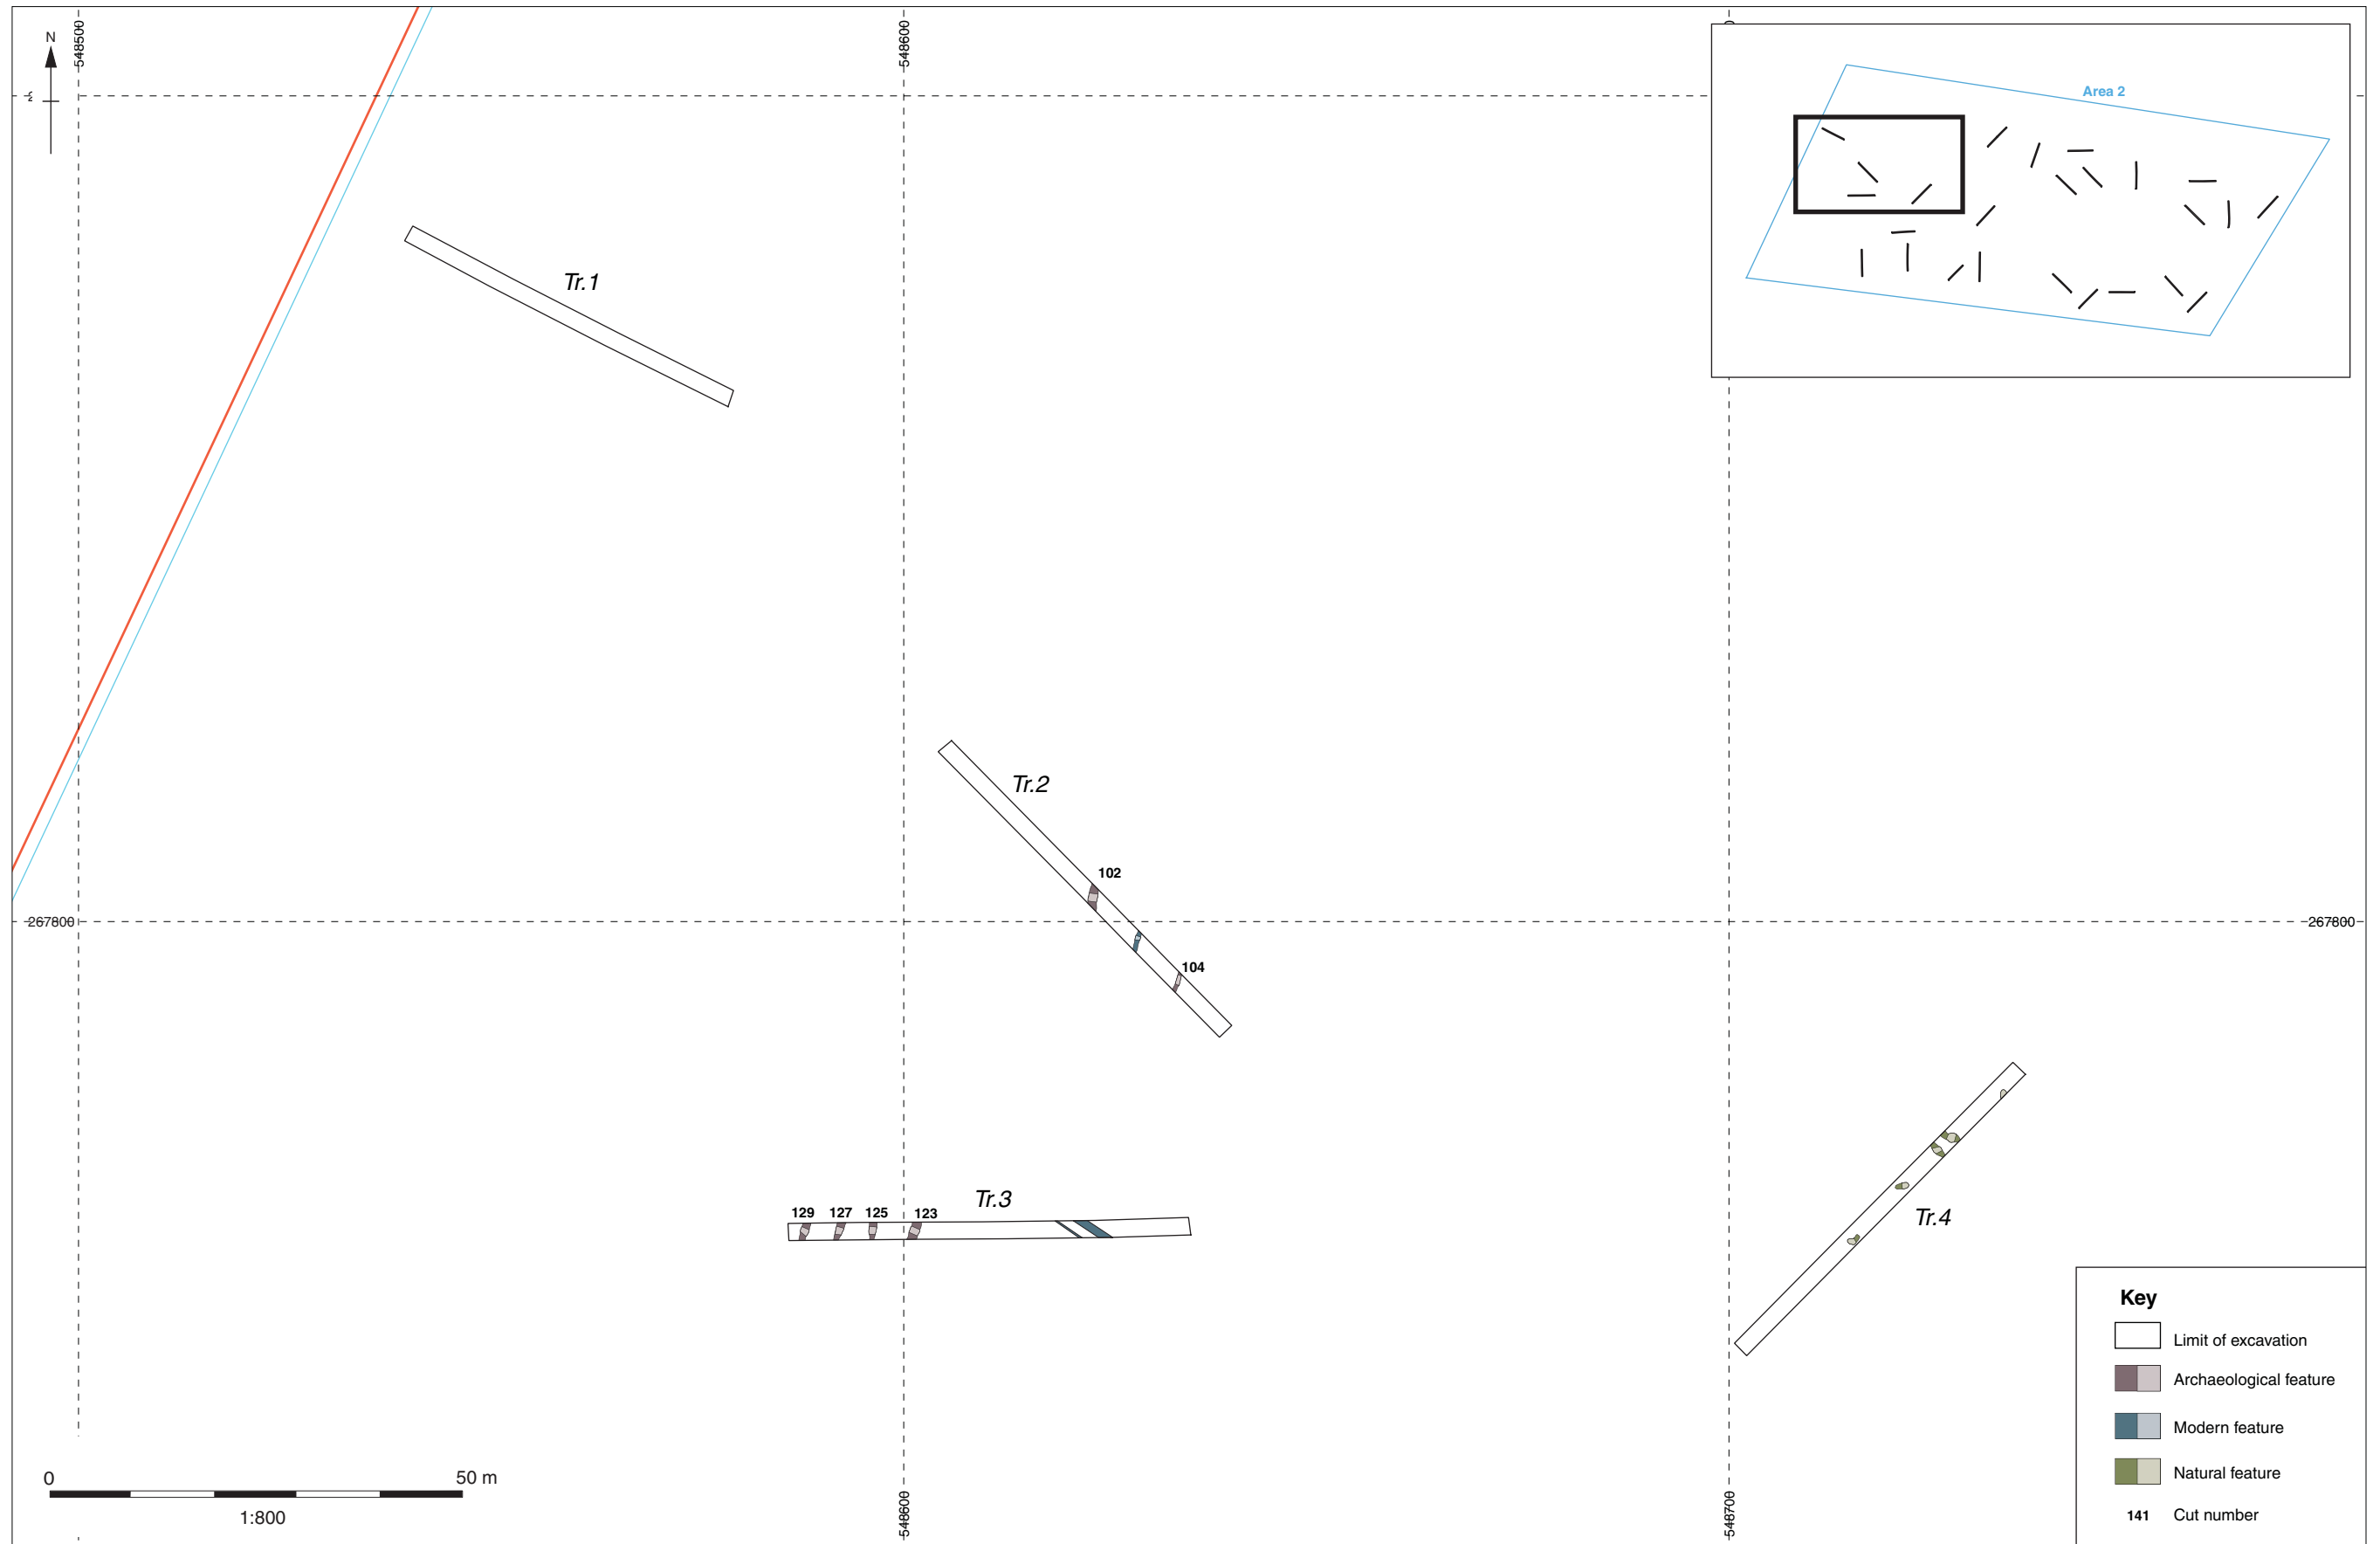 N
548500
548600
Area 2
Tr.1
Tr.2
102
267800
267800
104
Tr.3
129
127
125
123
Tr.4
Key
Limit of excavation
Archaeological feature
Modern feature
Natural feature
141 Cut number
0
50 m
1:800
548600
548700